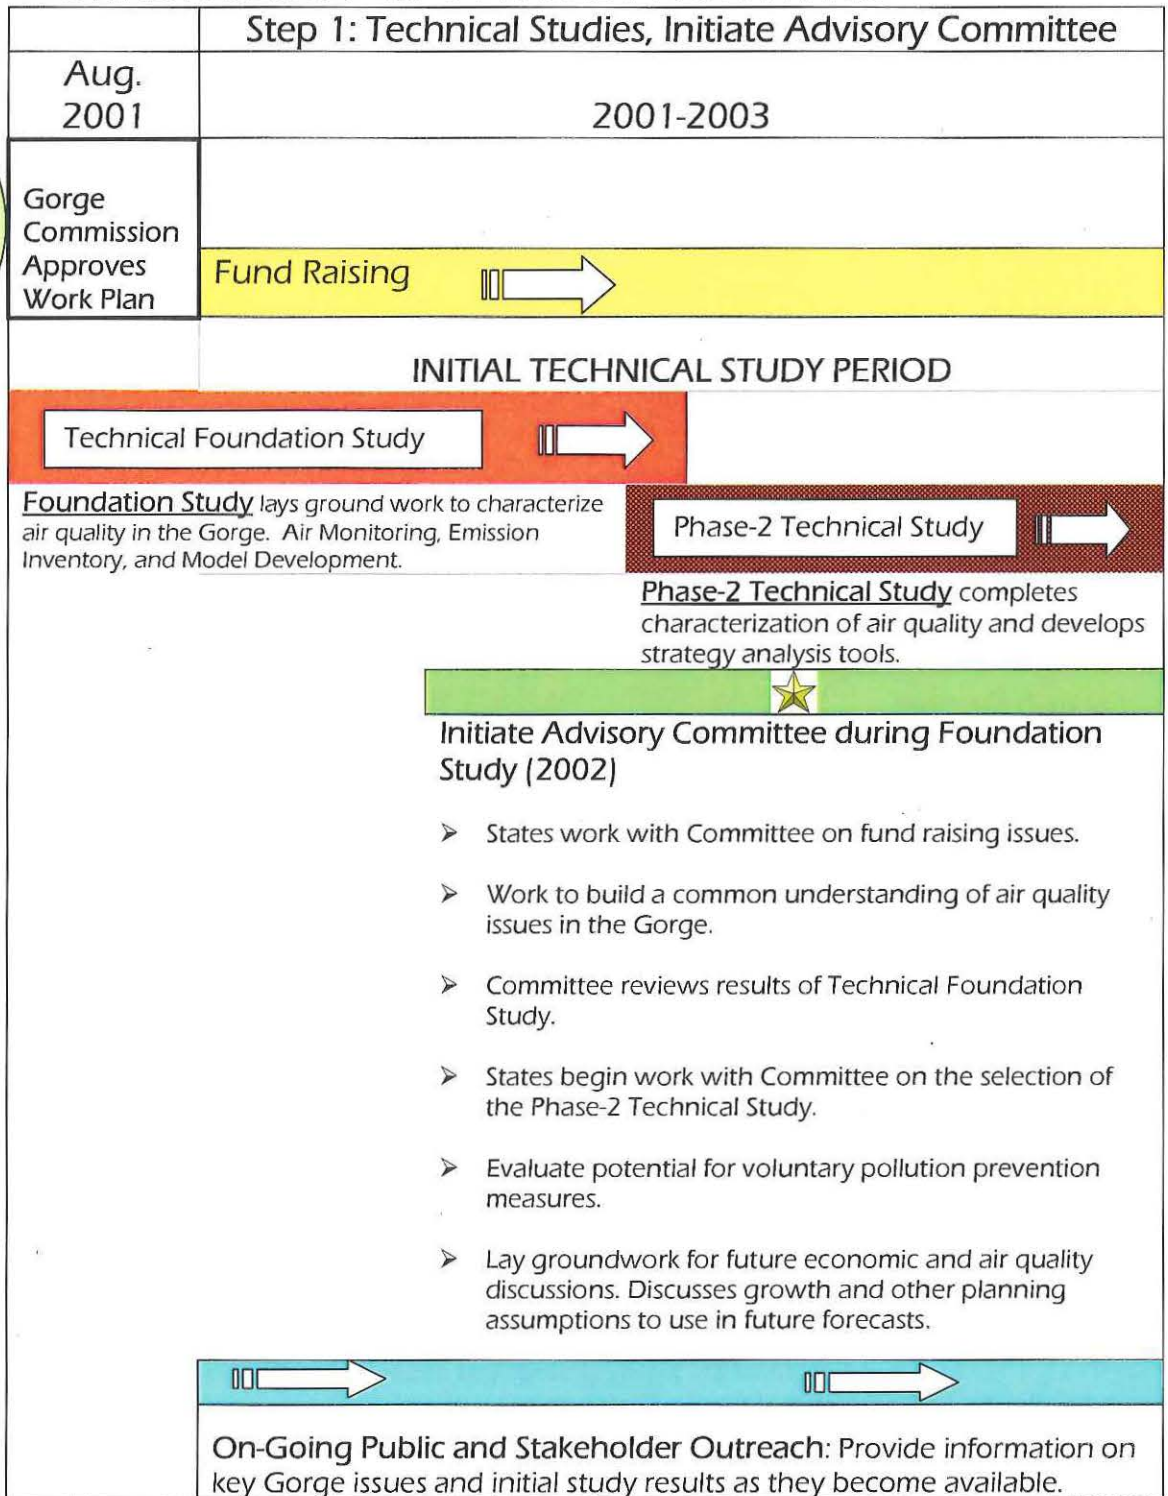 Step 1: Technical Studies, Initiate Advisory Committee
Aug.
2001
2001-2003
Gorge
Commission
Approves
Work Plan
Fund Raising
INITIAL TECHNICAL STUDY PERIOD
Technical Foundation Study
Foundation Study lays ground work to characterize
air quality in the Gorge. Air Monitoring, Emission
Inventory, and Model Development.
Phase-2 Technical Study
Phase-2 Technical Study completes
characterization of air quality and develops
strategy analysis tools.
Initiate Advisory Committee during Foundation
Study (2002)
➢ States work with Committee on fund raising issues.
➢ Work to build a common understanding of air quality
issues in the Gorge.
➢ Committee reviews results of Technical Foundation
Study.
➢ States begin work with Committee on the selection of
the Phase-2 Technical Study.
➢ Evaluate potential for voluntary pollution prevention
measures.
➢ Lay groundwork for future economic and air quality
discussions. Discusses growth and other planning
assumptions to use in future forecasts.
On-Going Public and Stakeholder Outreach: Provide information on
key Gorge issues and initial study results as they become available.